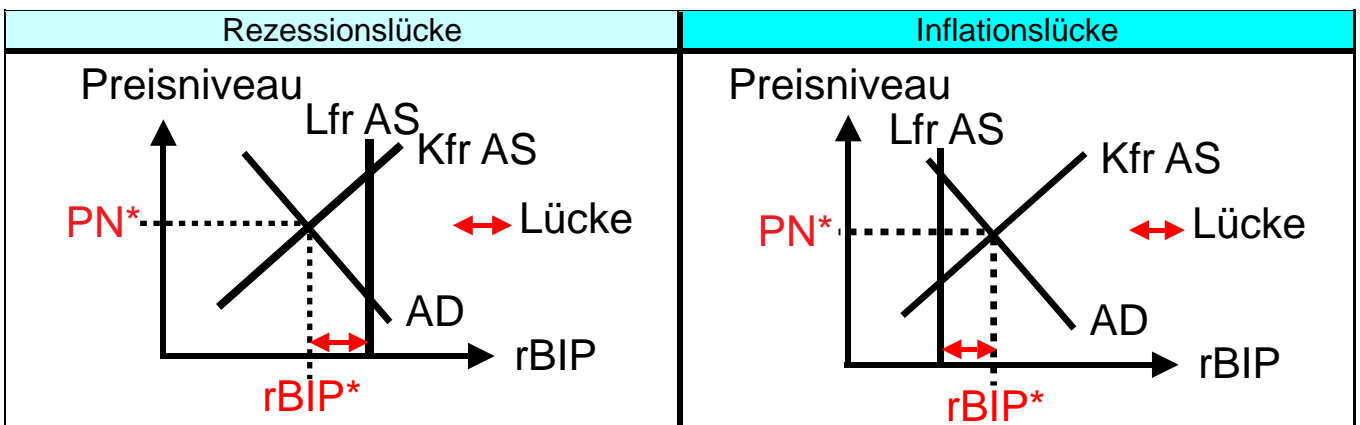 Rezessionslücke
Preisniveau
Lfr AS
Kfr AS
PN*
Lücke
AD
rBIP
rBIP*
Inflationslücke
Preisniveau
Lfr AS
Kfr AS
PN*
Lücke
AD
rBIP
rBIP*